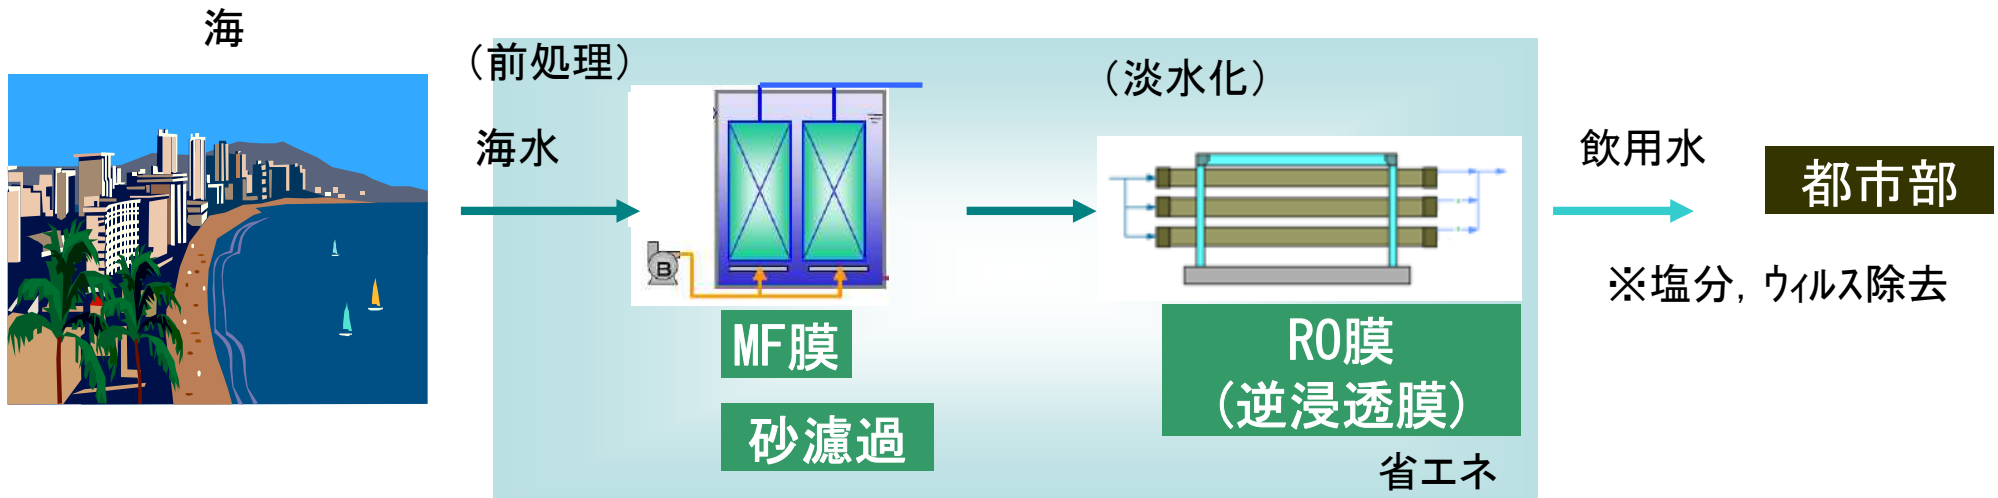 海
（前処理）
海水
B
MF膜
砂濾過
（淡水化）
RO膜
(逆浸透膜)
省エネ
飲用水
都市部
※塩分，ウィルス除去